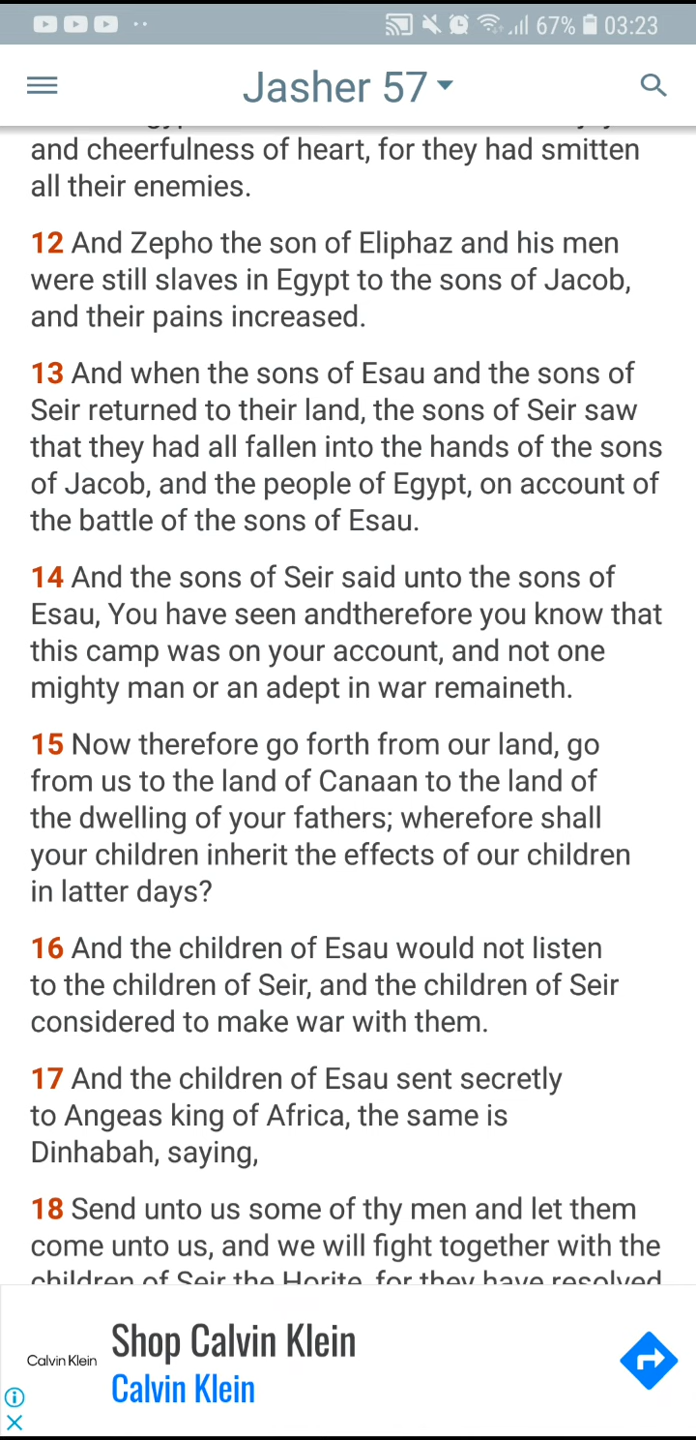 67% 03:23
Jasher 57
and cheerfulness of heart, for they had smitten
all their enemies.
12 And Zepho the son of Eliphaz and his men
were still slaves in Egypt to the sons of Jacob,
and their pains increased.
13 And when the sons of Esau and the sons of
Seir returned to their land, the sons of Seir saw
that they had all fallen into the hands of the sons
of Jacob, and the people of Egypt, on account of
the battle of the sons of Esau.
14 And the sons of Seir said unto the sons of
Esau, You have seen andtherefore you know that
this camp was on your account, and not one
mighty man or an adept in war remaineth.
15 Now therefore go forth from our land, go
from us to the land of Canaan to the land of
the dwelling of your fathers; wherefore shall
your children inherit the effects of our children
in latter days?
16 And the children of Esau would not listen
to the children of Seir, and the children of Seir
considered to make war with them.
17 And the children of Esau sent secretly
to Angeas king of Africa, the same is
Dinhabah, saying,
18 Send unto us some of thy men and let them
come unto us, and we will fight together with the
children of Seir the Horite, for they have resolved
Shop Calvin Klein
Calvin Klein
Calvin Klein